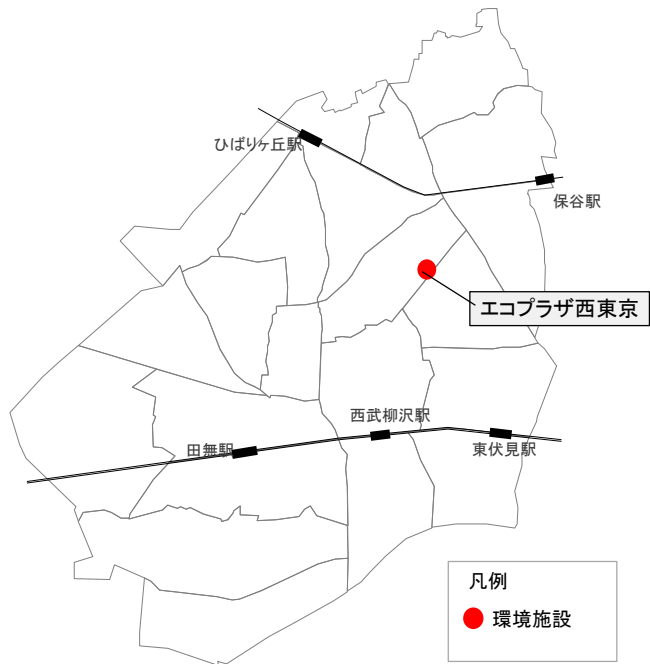 ひばりヶ丘駅
保谷駅
エコプラザ西東京
西武柳沢駅
田無駅
東伏見駅
凡例
環境施設